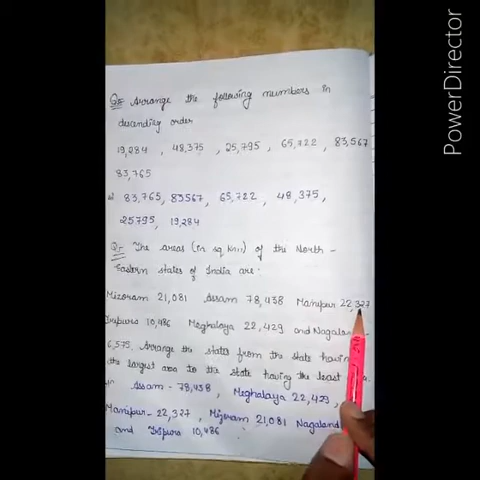 Q:- Arrange the following numbers in
descending order
19,284 , 48,375 , 25,795 , 65,722 , 83,567
83,765
83,765, 83567, 65,722, 48,375,
25795, 19,284
Q:- The areas (in sq km) of the North-
Eastern states of India are:
Mizoram 21,081 Assam 78,438 Manipur 22,327
Tripura 10,486 Meghalaya 22,429 and Nagaland
6,579. Arrange the states from the state having
the largest area to the state having the least
Assam - 78,438, Meghalaya 22,429,
Manipur - 22,327, Mizoram 21,081 Nagaland
and Tripura 10,486
PowerDirector